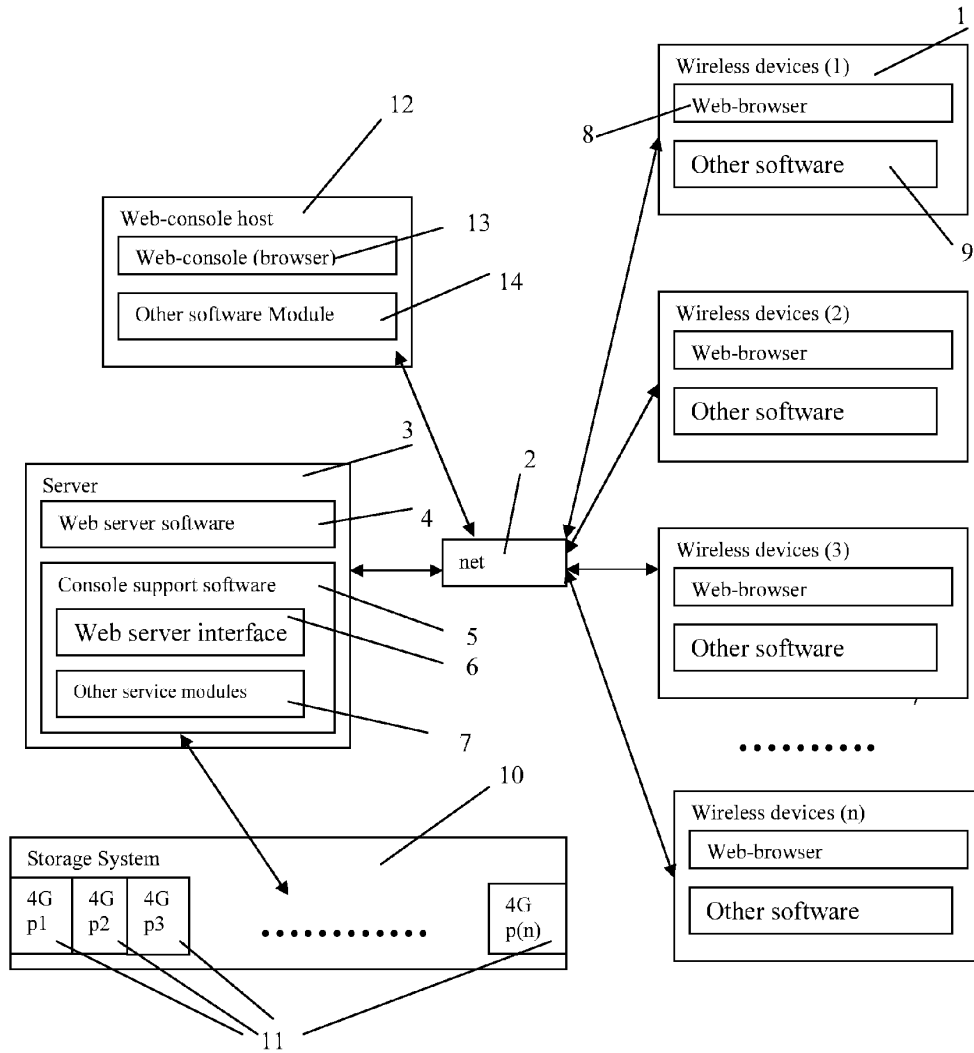 1
Wireless devices (1)
Web-browser
8
Other software
9
12
Web-console host
13
Web-console (browser)
14
Other software Module
Wireless devices (2)
Web-browser
Other software
3
Server
Web server software
4
2
net
Console support software
5
Web server interface
6
Other service modules
7
Wireless devices (3)
Web-browser
Other software
10
Wireless devices (n)
Web-browser
Other software
Storage System
4G
p1
4G
p2
4G
p3
4G
p(n)
11